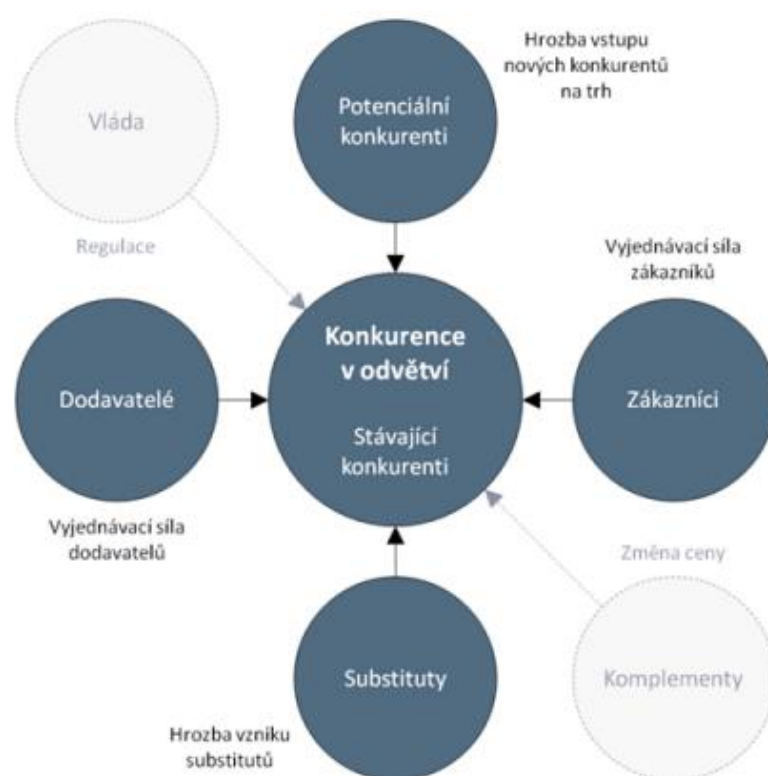 Hrozba vstupu
nových konkurentů
na trh
Potenciální
konkurenti
Vláda
Regulace
Vyjednávací síla
zákazníků
Konkurence
v odvětví
Stávající
konkurenti
Dodavatelé
Zákazníci
Vyjednávací síla
dodavatelů
Změna ceny
Substituty
Komplementy
Hrozba vzniku
substitutů